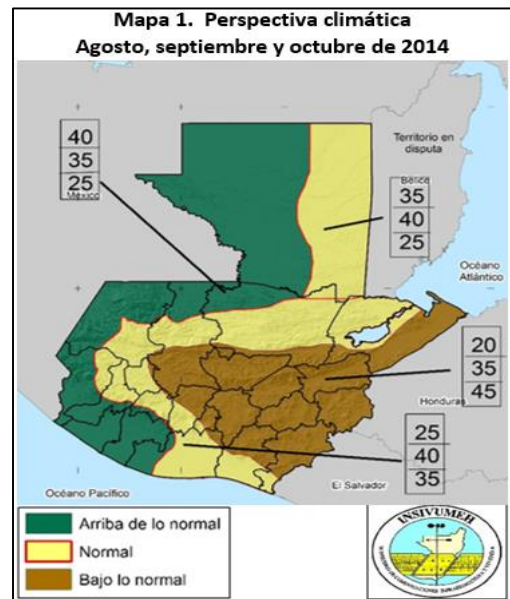 Mapa 1. Perspectiva climática
Agosto, septiembre y octubre de 2014
40
35
25
México
Territorio en
disputa
Belice
35
40
25
Océano
Atlántico
20
35
45
Honduras
25
40
35
El Salvador
Océano Pacífico
Arriba de lo normal
Normal
Bajo lo normal
INSIVUMEH